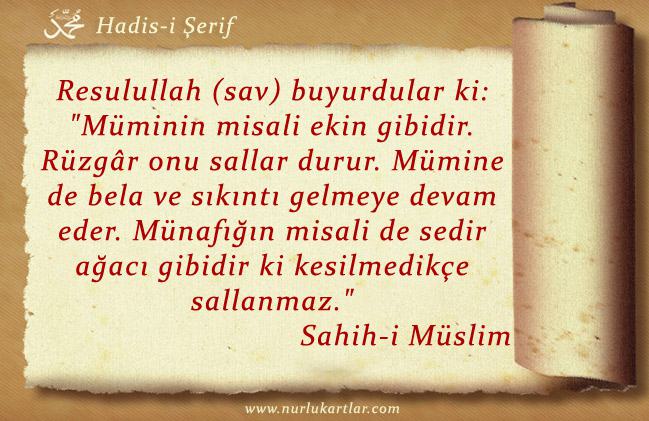 Hadis-i Şerif
Resulullah (sav) buyurdular ki:
"Müminin misali ekin gibidir.
Rüzgâr onu sallar durur. Mümine
de bela ve sıkıntı gelmeye devam
eder. Münafığın misali de sedir
ağacı gibidir ki kesilmedikçe
sallanmaz."
Sahih-i Müslim
www.nurlukartlar.com